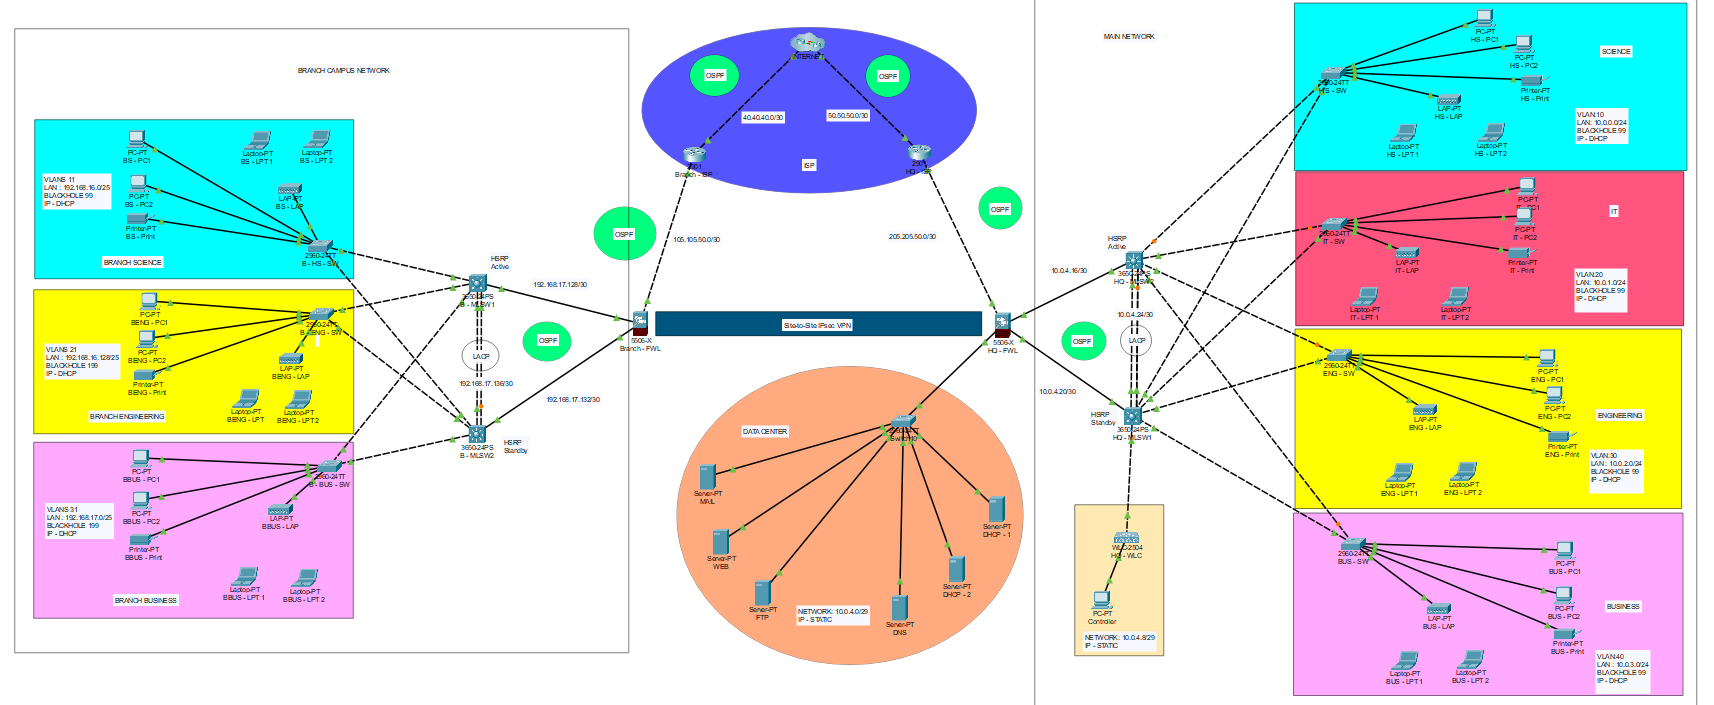 BRANCH CAMPUS NETWORK
PC-PT
BS - PC1
Laptop-PT
BS - LPT 1
Laptop-PT
BS - LPT 2
VLANS 11
LAN : 192.168.16.0/25
BLACKHOLE 99
IP - DHCP
PC-PT
BS - PC2
LAP-PT
BS - LAP
Printer-PT
BS - Print
2960-24TT
B - HS - SW
BRANCH SCIENCE
PC-PT
BENG - PC1
2960-24TT
B - BENG - SW
VLANS 21
LAN : 192.168.16.128/25
BLACKHOLE 199
IP - DHCP
PC-PT
BENG - PC2
LAP-PT
BENG - LAP
Printer-PT
BENG - Print
Laptop-PT
BENG - LPT
Laptop-PT
BENG - LPT 2
BRANCH ENGINEERING
PC-PT
BBUS - PC1
2960-24TT
B - BUS - SW
VLANS 31
LAN : 192.168.17.0/25
BLACKHOLE 199
IP - DHCP
PC-PT
BBUS - PC2
LAP-PT
BBUS - LAP
Printer-PT
BBUS - Print
Laptop-PT
BBUS - LPT 1
Laptop-PT
BBUS - LPT 2
BRANCH BUSINESS
HSRP
Active
3650-24PS
B - MLSW1
192.168.17.128/30
OSPF
LACP
192.168.17.136/30
192.168.17.132/30
HSRP
Standby
3650-24PS
B - MLSW2
INTERNET
OSPF
OSPF
40.40.40.0/30
50.50.50.0/30
ISP
Branch - ISP
HQ - ISP
OSPF
OSPF
105.105.50.0/30
205.205.50.0/30
5506-X
Branch - FWL
Site-to-Site IPsec VPN
5506-X
HQ - FWL
DATA CENTER
Switch0
Server-PT
MAIL
Server-PT
WEB
Server-PT
FTP
Server-PT
DNS
Server-PT
DHCP - 2
Server-PT
DHCP - 1
NETWORK: 10.0.4.0/29
IP - STATIC
MAIN NETWORK
HSRP
Active
10.0.4.16/30
3650-24PS
HQ - MLSW2
10.0.4.24/30
OSPF
LACP
10.0.4.20/30
HSRP
Standby
3650-24PS
HQ - MLSW1
WLC-2504
HQ - WLC
PC-PT
Controller
NETWORK: 10.0.4.8/29
IP - STATIC
PC-PT
HS - PC1
SCIENCE
PC-PT
HS - PC2
2960-24TT
HS - SW
Printer-PT
HS - Print
LAP-PT
HS - LAP
VLAN:10
LAN: 10.0.0.0/24
BLACKHOLE 99
IP - DHCP
Laptop-PT
HS - LPT1
Laptop-PT
HS - LPT 2
PC-PT
IT - PC1
IT
2960-24TT
IT - SW
PC-PT
IT - PC2
LAP-PT
IT - LAP
Printer-PT
IT - Print
VLAN:20
LAN: 10.0.1.0/24
BLACKHOLE 99
IP - DHCP
Laptop-PT
IT - LPT 1
Laptop-PT
IT - LPT 2
2960-24TT
ENG - SW
PC-PT
ENG - PC1
PC-PT
ENG - PC2
LAP-PT
ENG - LAP
ENGINEERING
Printer-PT
ENG - Print
VLAN:30
LAN : 10.0.2.0/24
BLACKHOLE 99
IP - DHCP
Laptop-PT
ENG - LPT 1
Laptop-PT
ENG - LPT 2
2960-24TT
BUS - SW
PC-PT
BUS - PC1
PC-PT
BUS - PC2
BUSINESS
LAP-PT
BUS - LAP
Printer-PT
BUS - Print
VLAN:40
LAN : 10.0.3.0/24
BLACKHOLE 99
IP - DHCP
Laptop-PT
BUS - LPT 1
Laptop-PT
BUS - LPT 2